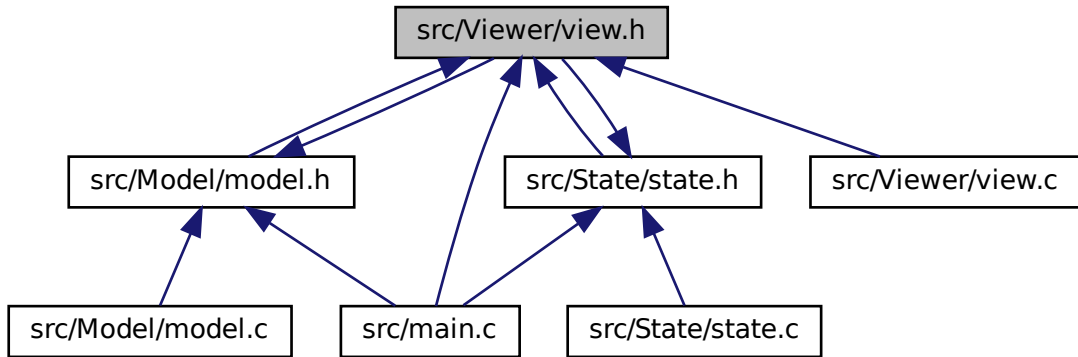 src/Viewer/view.h
src/Model/model.h
src/State/state.h
src/Viewer/view.c
src/Model/model.c
src/main.c
src/State/state.c